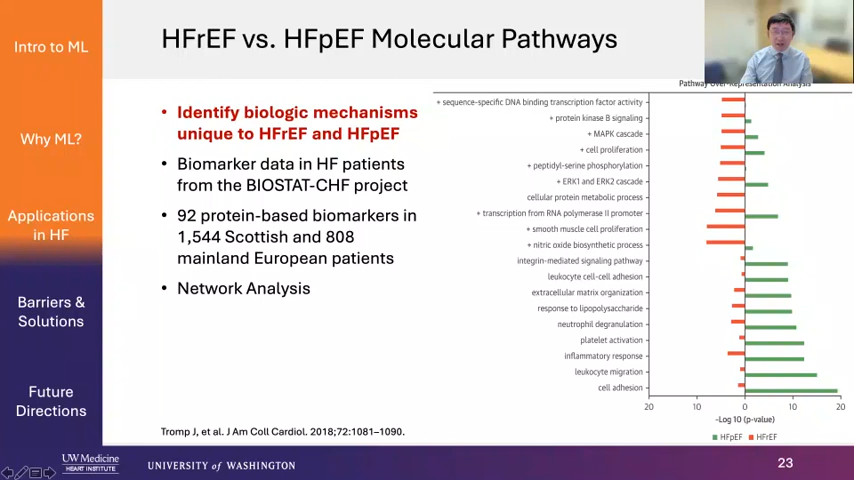 Intro to ML
Why ML?
Applications
in HF
Barriers &
Solutions
Future
Directions
HFrEF vs. HFpEF Molecular Pathways
• Identify biologic mechanisms
unique to HFrEF and HFpEF
• Biomarker data in HF patients
from the BIOSTAT-CHF project
• 92 protein-based biomarkers in
1,544 Scottish and 808
mainland European patients
• Network Analysis
Tromp J, et al. J Am Coll Cardiol. 2018;72:1081–1090.
Pathway Over-Representation Analysis
+ sequence-specific DNA binding transcription factor activity
+ protein kinase B signaling
+ MAPK cascade
+ cell proliferation
+ peptidyl-serine phosphorylation
+ ERK1 and ERK2 cascade
cellular protein metabolic process
+ transcription from RNA polymerase II promoter
+ smooth muscle cell proliferation
+ nitric oxide biosynthetic process
integrin-mediated signaling pathway
leukocyte cell-cell adhesion
extracellular matrix organization
response to lipopolysaccharide
neutrophil degranulation
platelet activation
inflammatory response
leukocyte migration
cell adhesion
20 10 0 10 20
-Log 10 (p-value)
HFpEF HFrEF
UW Medicine
HEART INSTITUTE
UNIVERSITY of WASHINGTON
23